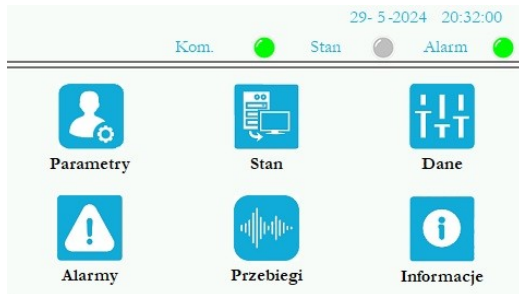 29- 5-2024 20:32:00
Kom. Stan Alarm
Parametry Stan Dane
Alarmy Przebiegi Informacje